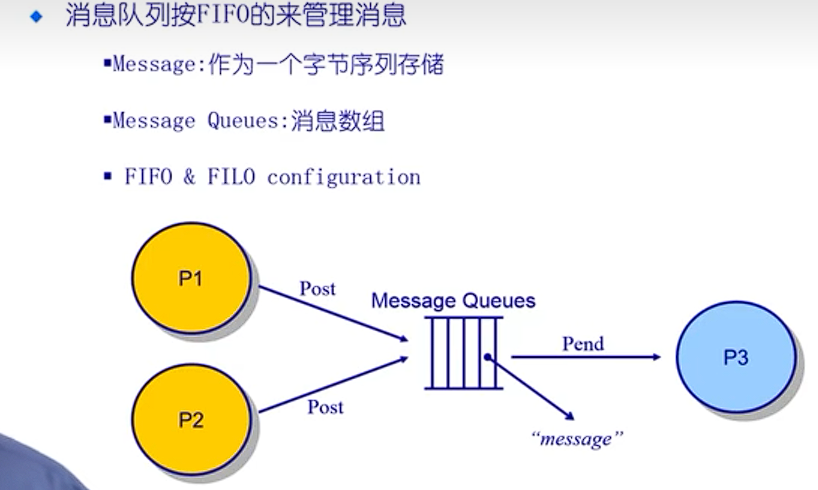 消息队列按FIFO的来管理消息
Message:作为一个字节序列存储
Message Queues:消息数组
FIFO & FILO configuration
P1
Post
Message Queues
Pend
P3
P2
Post
“message”